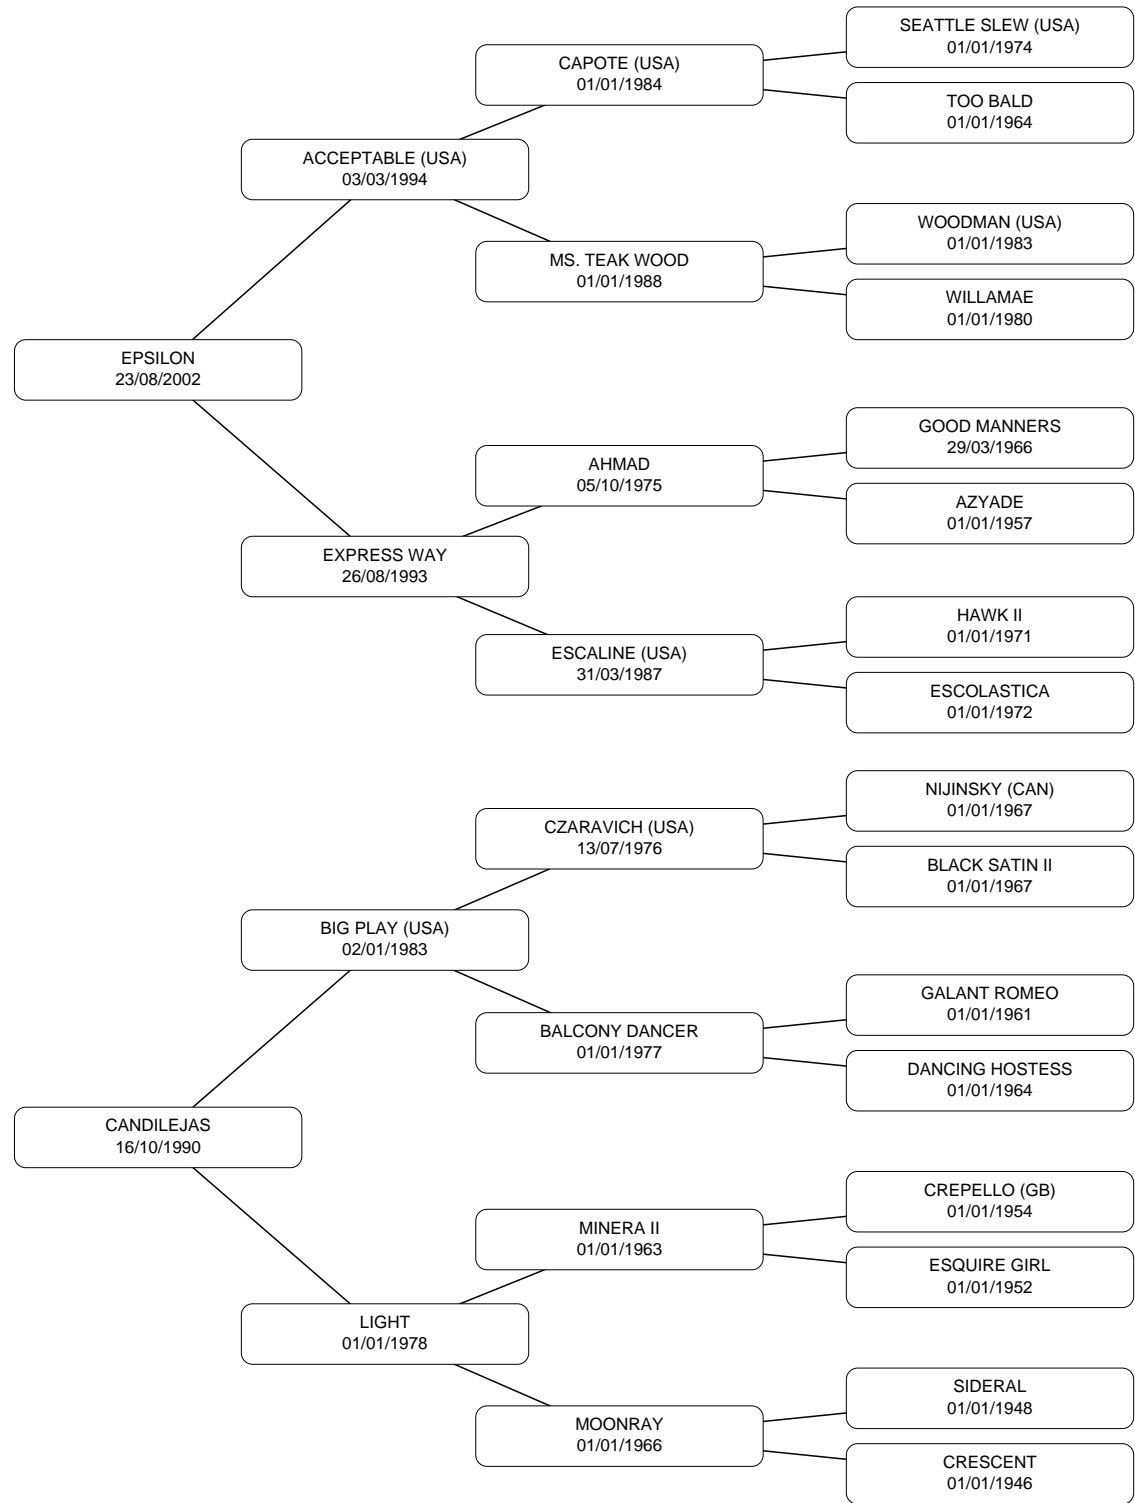 SEATTLE SLEW (USA)
01/01/1974
CAPOTE (USA)
01/01/1984
TOO BALD
01/01/1964
ACCEPTABLE (USA)
03/03/1994
WOODMAN (USA)
01/01/1983
MS. TEAK WOOD
01/01/1988
WILLAMAE
01/01/1980
EPSILON
23/08/2002
GOOD MANNERS
29/03/1966
AHMAD
05/10/1975
AZYADE
01/01/1957
EXPRESS WAY
26/08/1993
HAWK II
01/01/1971
ESCALINE (USA)
31/03/1987
ESCOLASTICA
01/01/1972
NIJINSKY (CAN)
01/01/1967
CZARAVICH (USA)
13/07/1976
BLACK SATIN II
01/01/1967
BIG PLAY (USA)
02/01/1983
GALANT ROMEO
01/01/1961
BALCONY DANCER
01/01/1977
DANCING HOSTESS
01/01/1964
CANDILEJAS
16/10/1990
CREPELLO (GB)
01/01/1954
MINERA II
01/01/1963
ESQUIRE GIRL
01/01/1952
LIGHT
01/01/1978
SIDERAL
01/01/1948
MOONRAY
01/01/1966
CRESCENT
01/01/1946